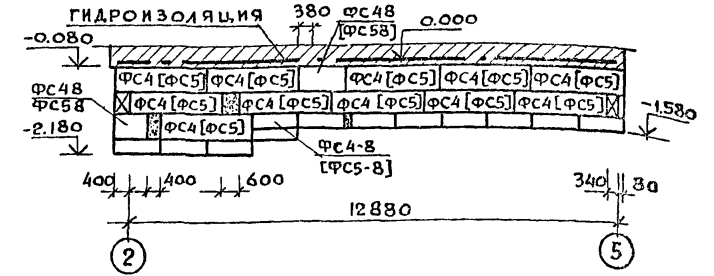 ГИДРОИЗОЛЯЦИЯ 380 ФС48
[ФС58] 0.000
-0.080
ФС4[ФС5] ФС4[ФС5] ФС4[ФС5] ФС4[ФС5] ФС4[ФС5]
ФС48
ФС58
ФС4[ФС5] ФС4[ФС5] ФС4[ФС5] ФС4[ФС5] ФС4[ФС5]
-1.580
ФС4[ФС5]
-2.180
ФС4-8
[ФС5-8]
400 400 600 340 80
12880
2 5